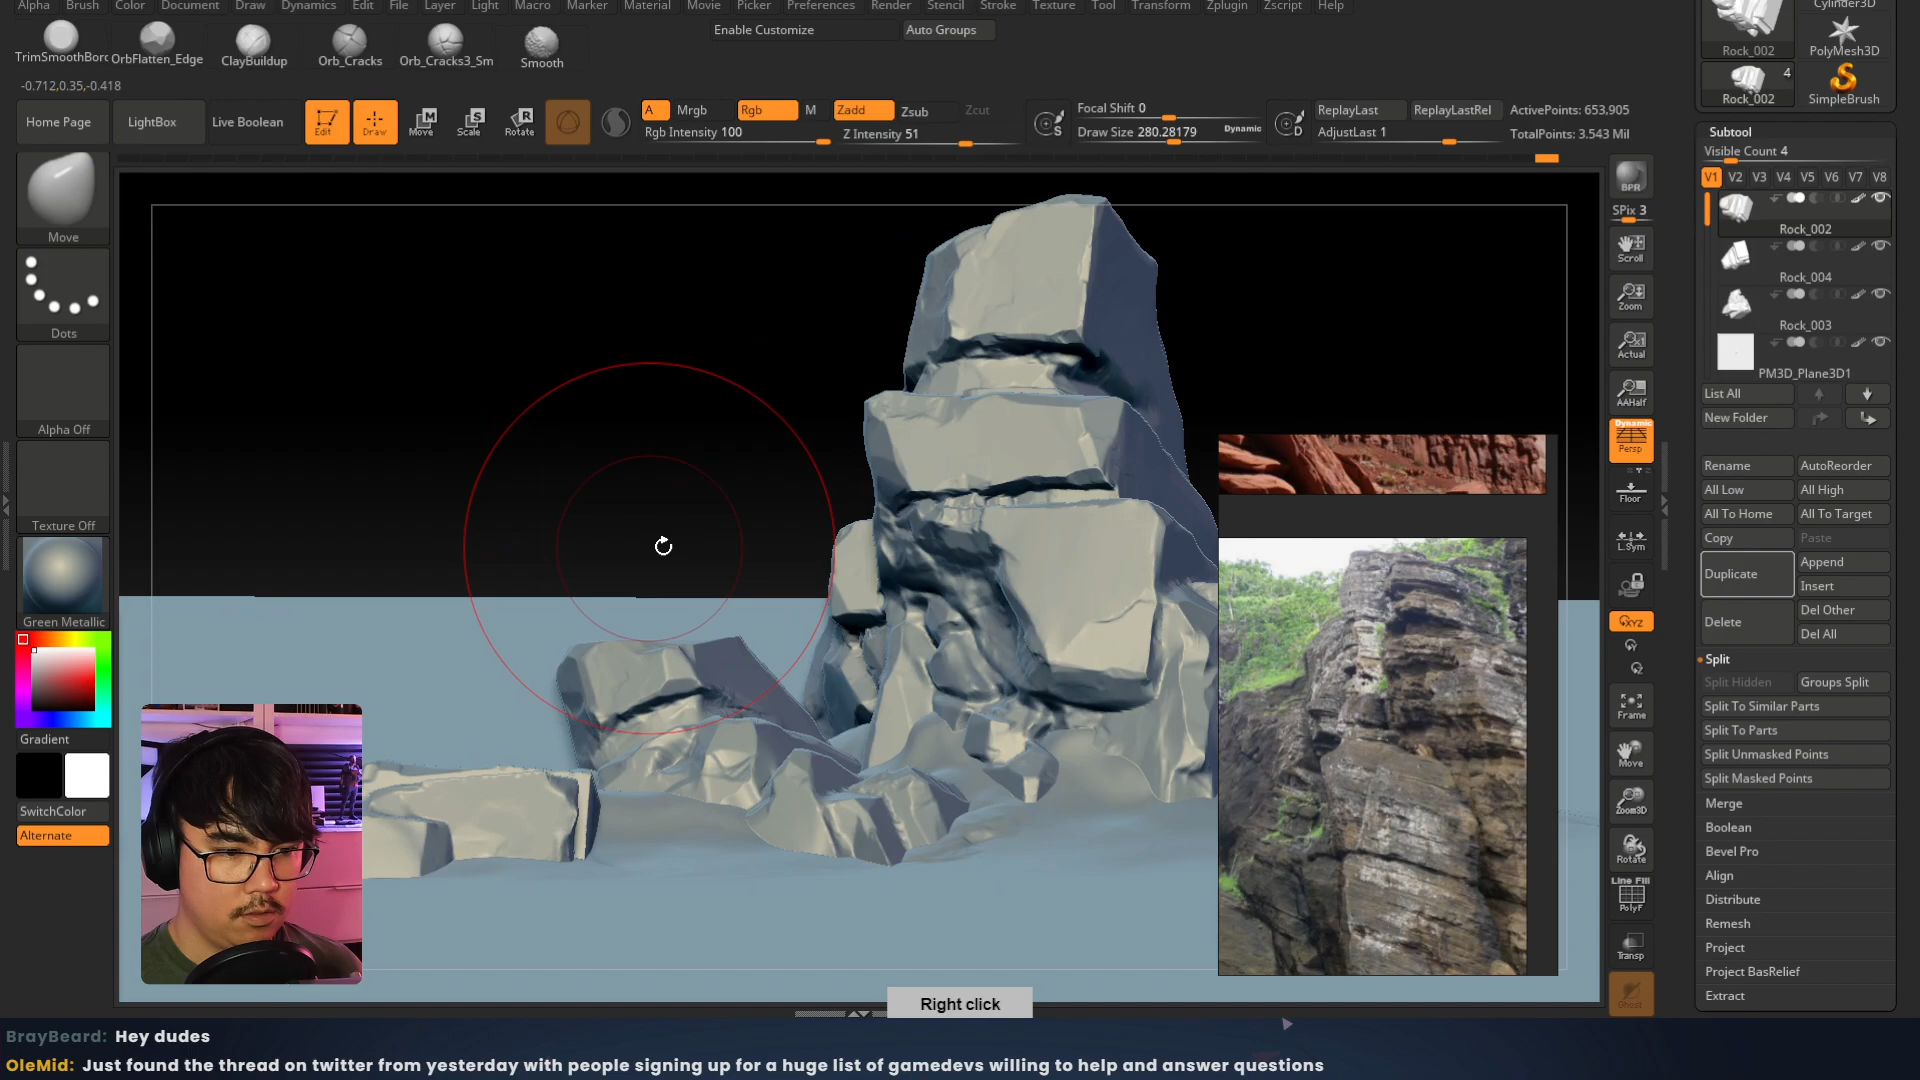 Alpha Brush Color Document Draw Dynamics Edit File Layer Light Macro Marker Material Movie Picker Preferences Render Stencil Stroke Texture Tool Transform Zplugin Zscript Help
Cylinder3D
TrimSmoothBorc OrbFlatten_Edge ClayBuildup Orb_Cracks Orb_Cracks3_Sm Smooth
Enable Customize Auto Groups
Rock_002 PolyMesh3D
4
Rock_002 SimpleBrush
-0.712,0.35,-0.418
Home Page LightBox Live Boolean Edit Draw Move Scale Rotate
A Mrgb Rgb M Zadd Zsub Zcut
Rgb Intensity 100 Z Intensity 51
S Focal Shift 0
Draw Size 280.28179 Dynamic
D ReplayLast ReplayLastRel
AdjustLast 1
ActivePoints: 653,905
TotalPoints: 3.543 Mil
Move
Dots
Alpha Off
Texture Off
Green Metallic
Gradient
SwitchColor
Alternate
BPR
SPix 3
Scroll
Zoom
Actual
AAHalf
Dynamic
Persp
Floor
L.Sym
XYZ
Frame
Move
Zoom3D
Rotate
Line Fill
PolyF
Transp
Ghost
Subtool
Visible Count 4
V1 V2 V3 V4 V5 V6 V7 V8
Rock_002
Rock_004
Rock_003
PM3D_Plane3D1
List All
New Folder
Rename AutoReorder
All Low All High
All To Home All To Target
Copy Paste
Duplicate Append
Insert
Delete Del Other
Del All
Split
Split Hidden Groups Split
Split To Similar Parts
Split To Parts
Split Unmasked Points
Split Masked Points
Merge
Boolean
Bevel Pro
Align
Distribute
Remesh
Project
Project BasRelief
Extract
Right click
BrayBeard: Hey dudes
OleMid: Just found the thread on twitter from yesterday with people signing up for a huge list of gamedevs willing to help and answer questions